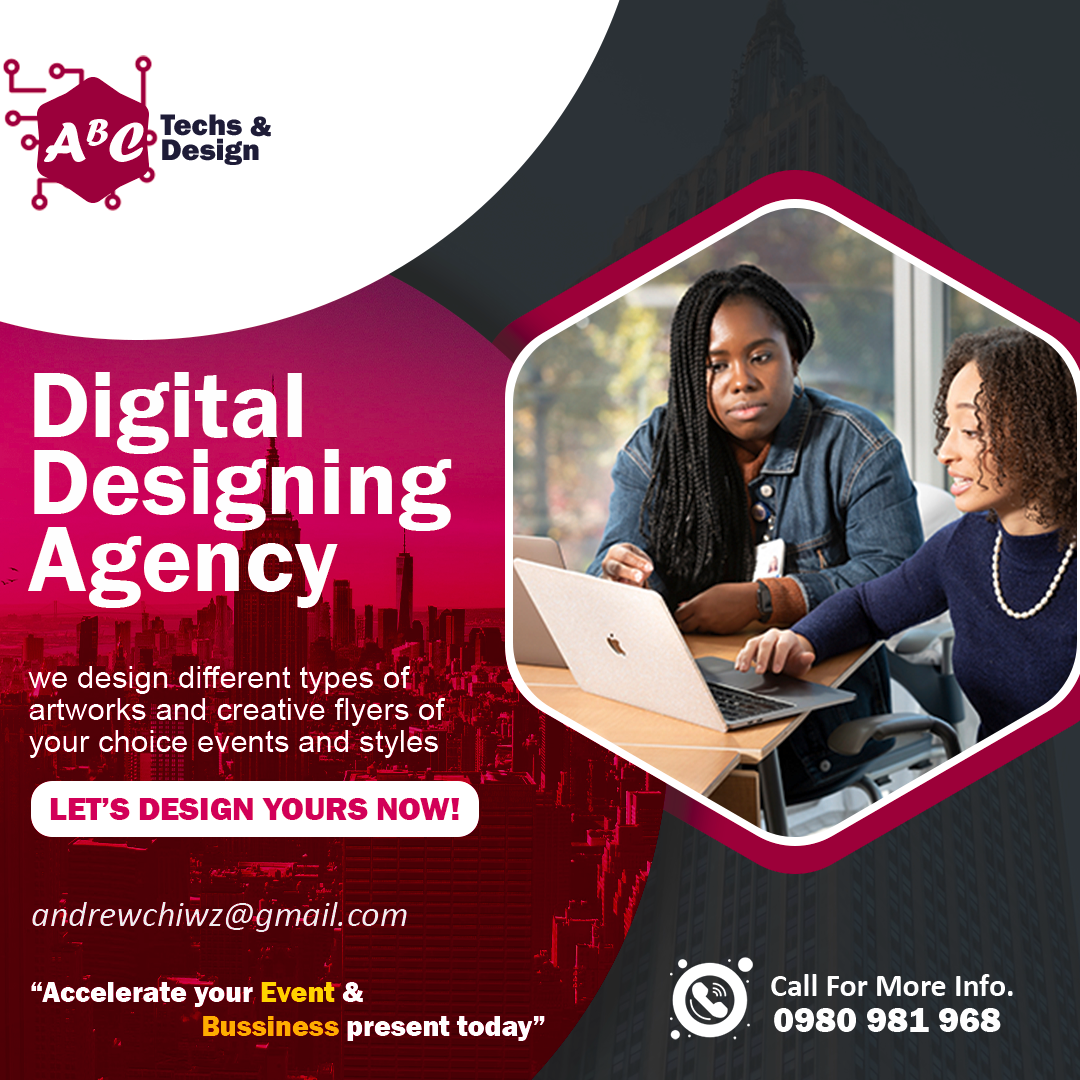 ABC
Techs &
Design
Digital
Designing
Agency
we design different types of
artworks and creative flyers of
your choice events and styles
LET’S DESIGN YOURS NOW!
andrewchiwz@gmail.com
“Accelerate your Event &
Bussiness present today”
Call For More Info.
0980 981 968